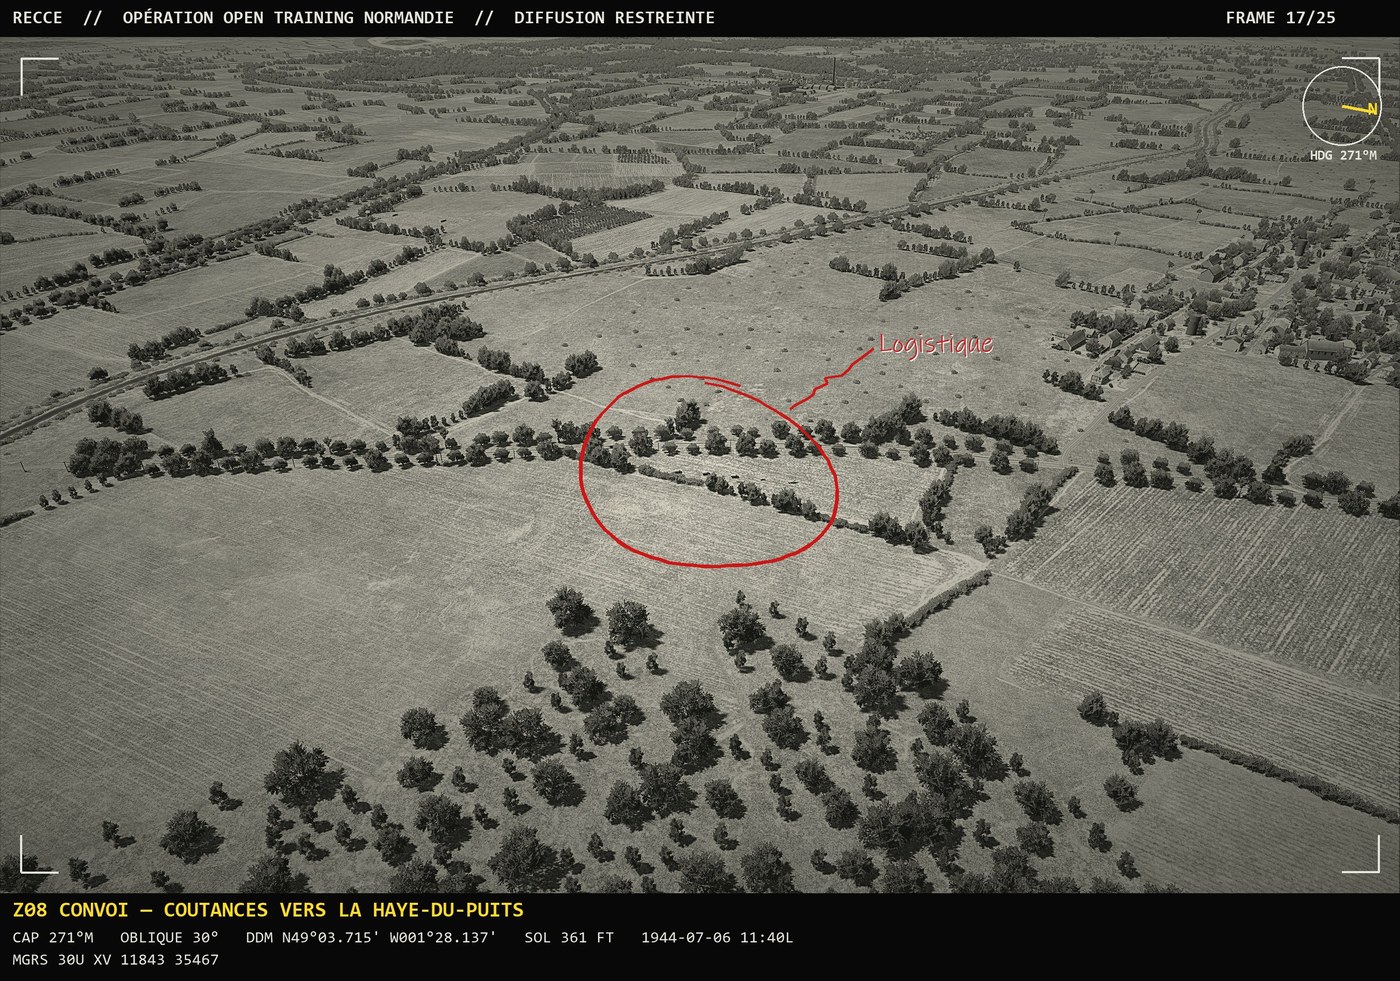 RECCE // OPÉRATION OPEN TRAINING NORMANDIE // DIFFUSION RESTREINTE
FRAME 17/25
N
HDG 271°M
Logistique
Z08 CONVOI — COUTANCES VERS LA HAYE-DU-PUITS
CAP 271°M OBLIQUE 30° DDM N49°03.715' W001°28.137' SOL 361 FT 1944-07-06 11:40L
MGRS 30U XV 11843 35467